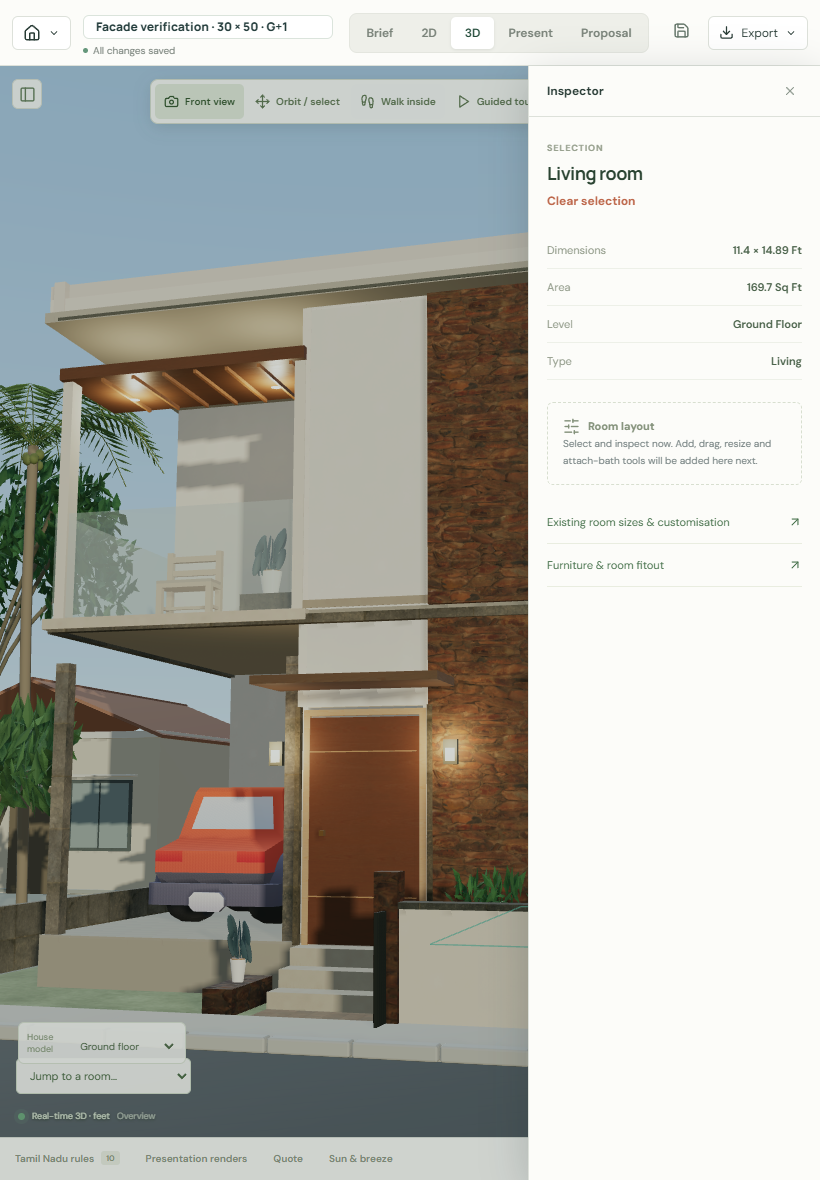 Facade verification · 30 × 50 · G+1
All changes saved
Brief
2D
3D
Present
Proposal
Export
Front view
Orbit / select
Walk inside
Guided
Inspector
SELECTION
Living room
Clear selection
Dimensions 11.4 × 14.89 Ft
Area 169.7 Sq Ft
Level Ground Floor
Type Living
Room layout
Select and inspect now. Add, drag, resize and
attach-bath tools will be added here next.
Existing room sizes & customisation
Furniture & room fitout
House
model
Ground floor
Jump to a room...
Real-time 3D · feet Overview
Tamil Nadu rules 10
Presentation renders
Quote
Sun & breeze